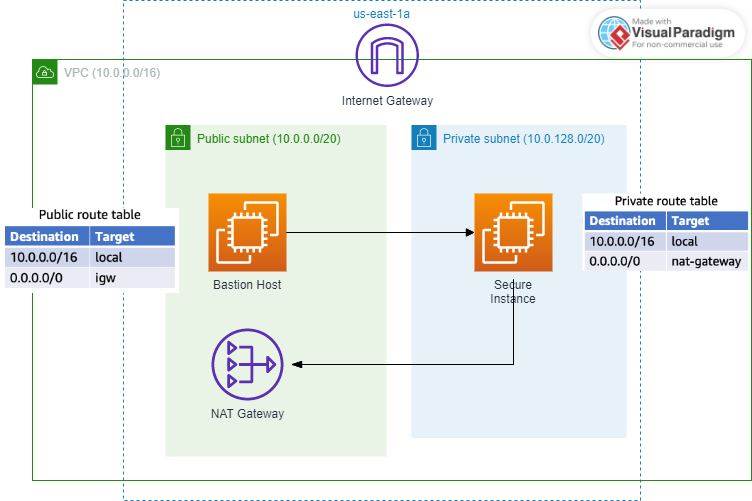 us-east-1a
Made with
Visual Paradigm
For non-commercial use
VPC (10.0.0.0/16)
Internet Gateway
Public subnet (10.0.0.0/20)
Private subnet (10.0.128.0/20)
Public route table
Destination Target
10.0.0.0/16 local
0.0.0.0/0 igw
Private route table
Destination Target
10.0.0.0/16 local
0.0.0.0/0 nat-gateway
Bastion Host
Secure
Instance
NAT Gateway